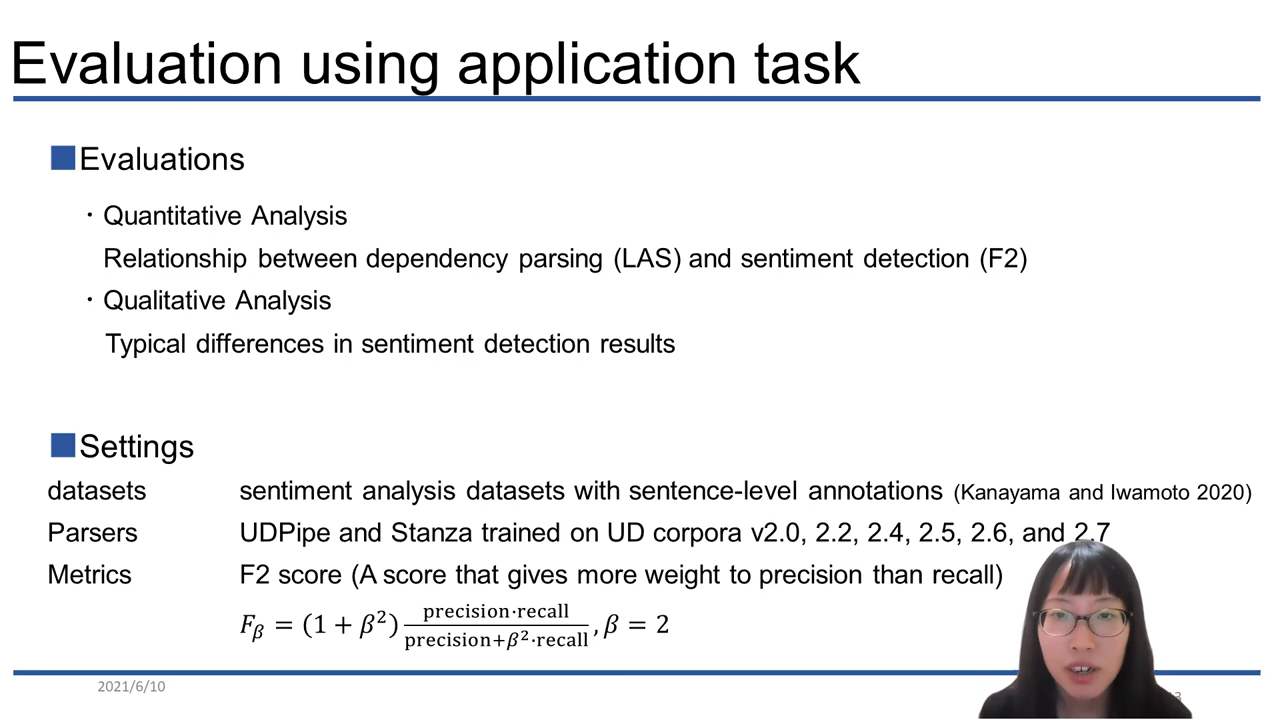 Evaluation using application task
Evaluations
・Quantitative Analysis
Relationship between dependency parsing (LAS) and sentiment detection (F2)
・Qualitative Analysis
Typical differences in sentiment detection results
Settings
datasets sentiment analysis datasets with sentence-level annotations (Kanayama and Iwamoto 2020)
Parsers UDPipe and Stanza trained on UD corpora v2.0, 2.2, 2.4, 2.5, 2.6, and 2.7
Metrics F2 score (A score that gives more weight to precision than recall)
F_β = (1 + β²) precision·recall / precision+β²·recall , β = 2
2021/6/10